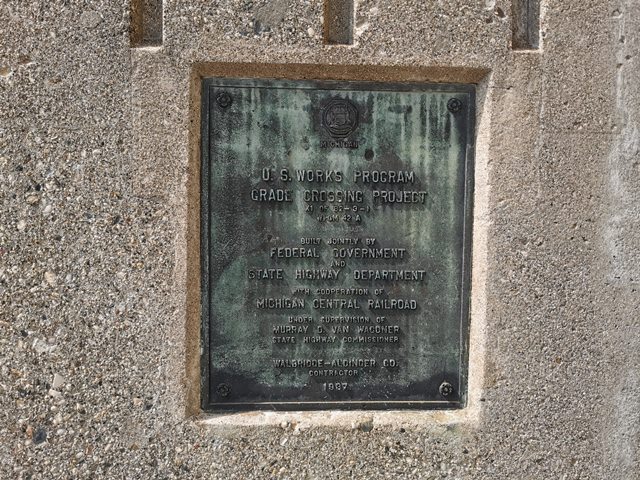 MICHIGAN
U. S. WORKS PROGRAM
GRADE CROSSING PROJECT
BUILT JOINTLY BY
FEDERAL GOVERNMENT
AND
STATE HIGHWAY DEPARTMENT
WITH COOPERATION OF
MICHIGAN CENTRAL RAILROAD
UNDER SUPERVISION OF
MURRAY D. VAN WAGONER
STATE HIGHWAY COMMISSIONER
WALBRIDGE-ALDINGER CO.
CONTRACTOR
1937